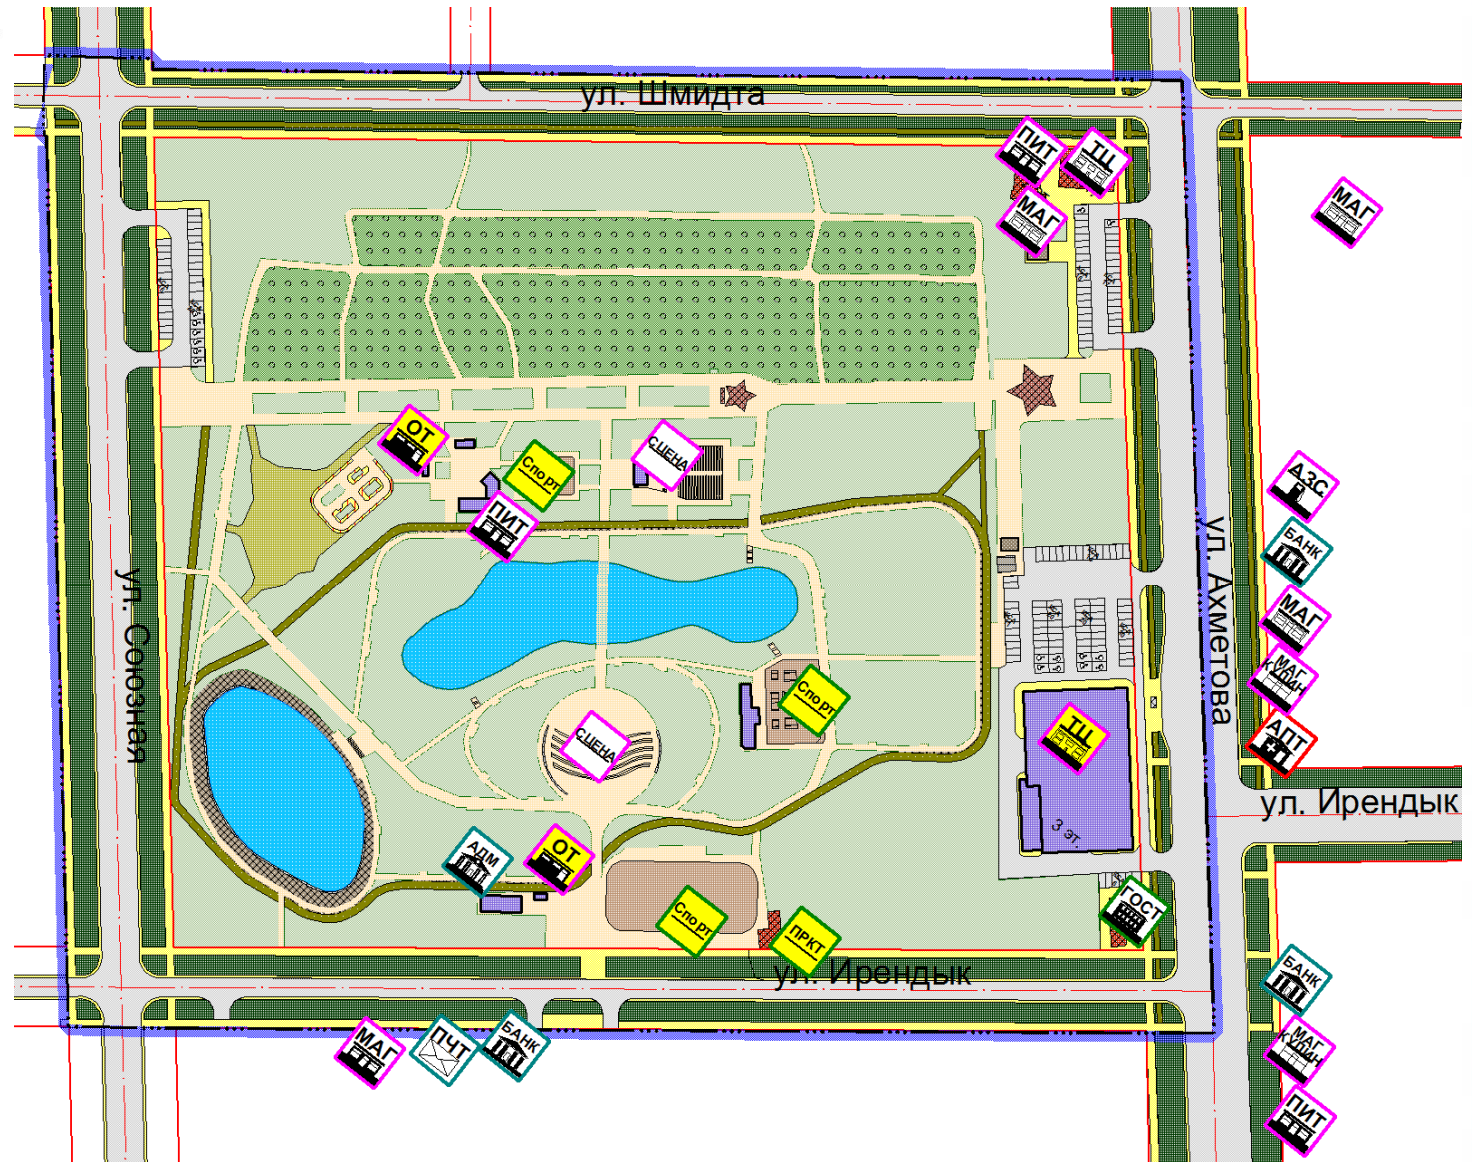 ул. Шмидта
ПИТ
ТЦ
МАГ
МАГ
ОТ
Спорт
СЦЕНА
ПИТ
АЗС
БАНК
ул. Союзная
ул. Ахметова
МАГ
МАГ
КУЛИН
АПТ
Спорт
СЦЕНА
ТЦ
3 эт.
ул. Ирендык
АДМ
ОТ
Спорт
ПРКТ
ГОСТ
ул. Ирендык
БАНК
МАГ
ПЧТ
БАНК
МАГ
КУЛИН
ПИТ